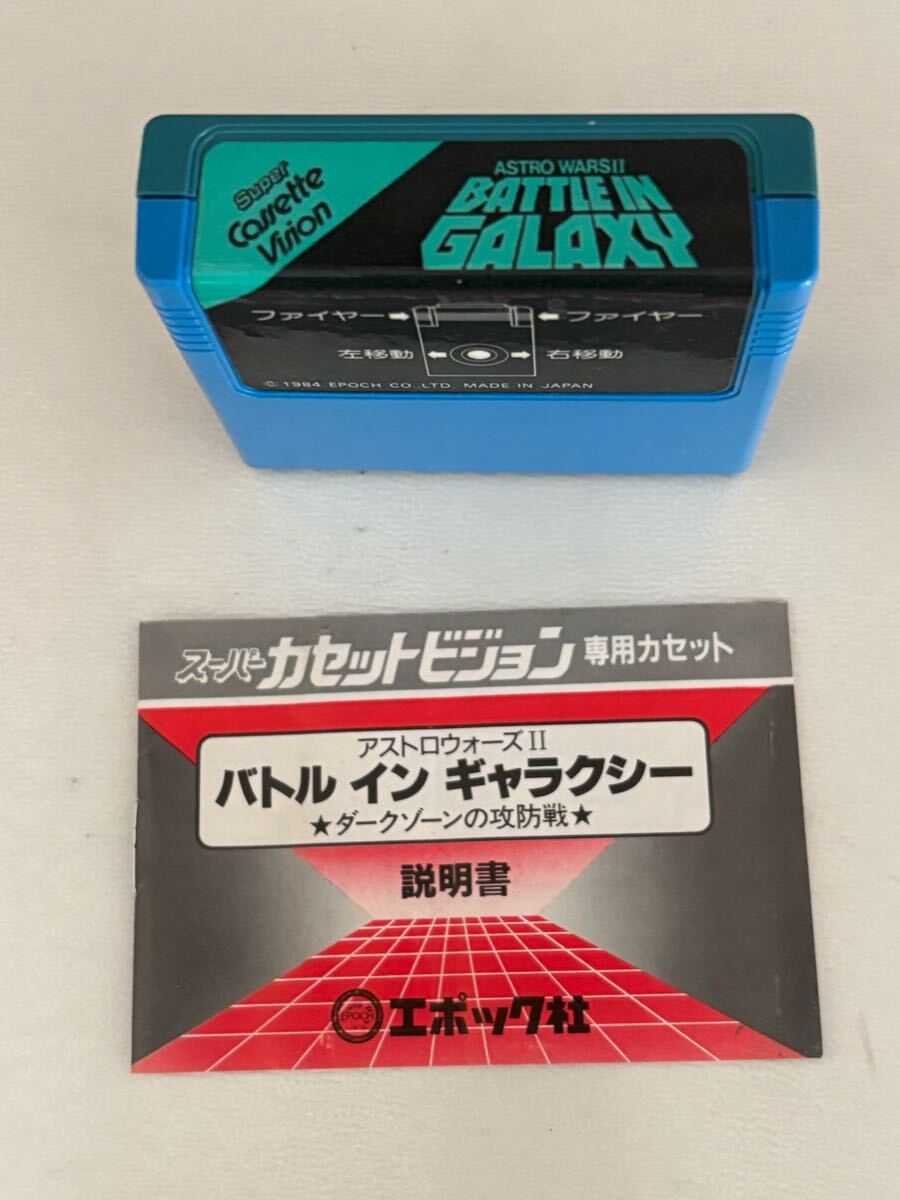 Super
Cassette
Vision
ASTRO WARS II
BATTLE IN
GALAXY
ファイヤー
ファイヤー
左移動
右移動
© 1984 EPOCH CO.,LTD. MADE IN JAPAN
スーパーカセットビジョン 専用カセット
アストロウォーズII
バトル イン ギャラクシー
★ダークゾーンの攻防戦★
説明書
EPOCH
エポック社